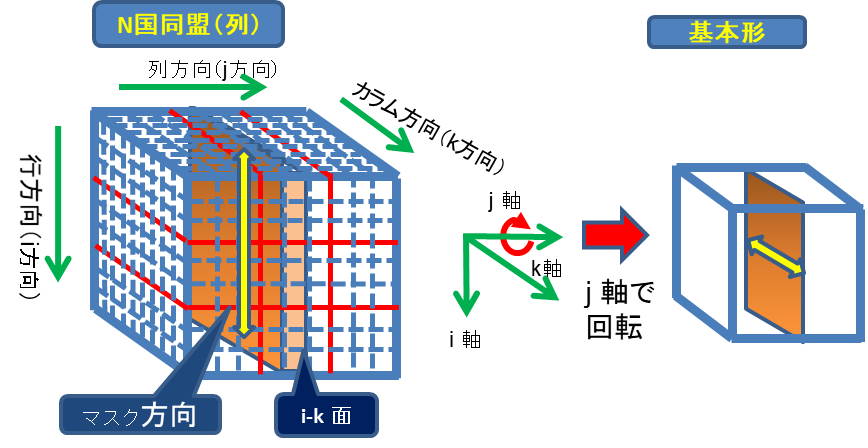 N国同盟(列)
基本形
列方向(j方向)
カラム方向(k方向)
行方向(i方向)
j 軸
k軸
i 軸
j 軸で
回転
マスク方向
i-k 面